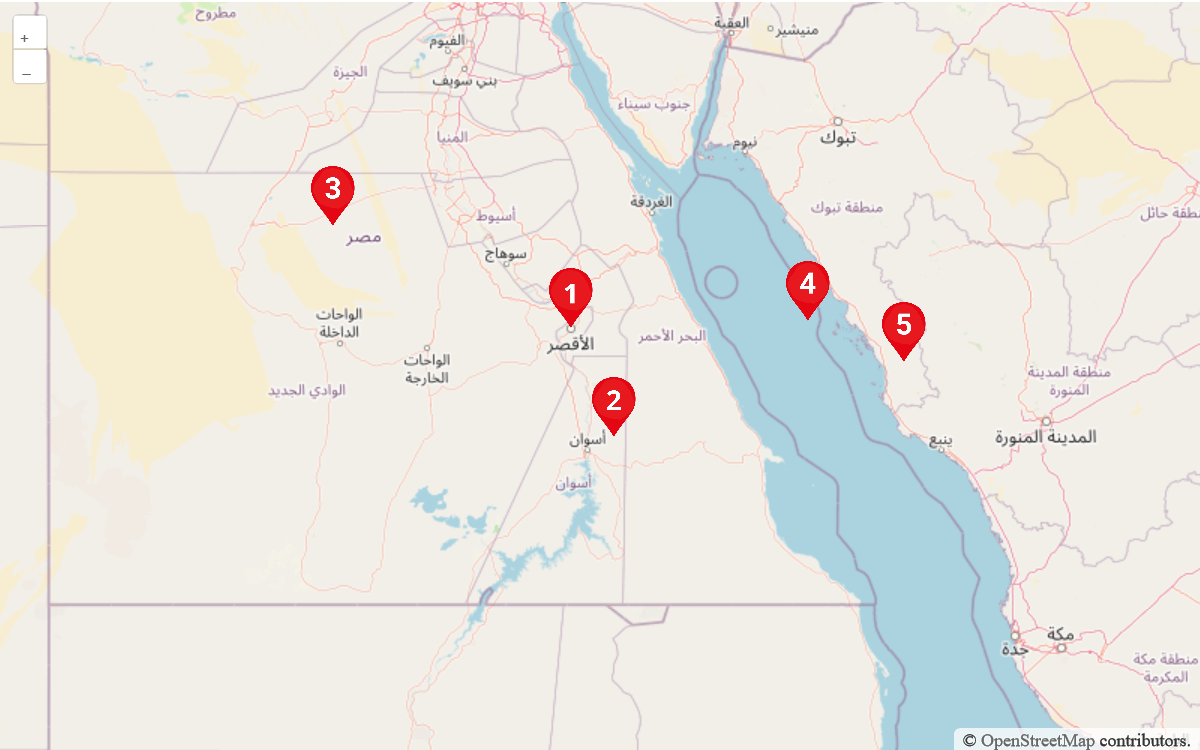 مطروح
العقبة
منيشير
الفيوم
الجيزة
بني سويف
جنوب سيناء
تبوك
المنيا
نيوم
3
الغردقة
منطقة تبوك
أسيوط
مصر
سوهاج
1
4
5
الواحات
الداخلة
الأقصر
البحر الأحمر
الواحات
الخارجة
منطقة المدينة
المنورة
الوادي الجديد
2
أسوان
ينبع
المدينة المنورة
أسوان
مكة
جدة
منطقة مكة
المكرمة
+
–
© OpenStreetMap contributors.